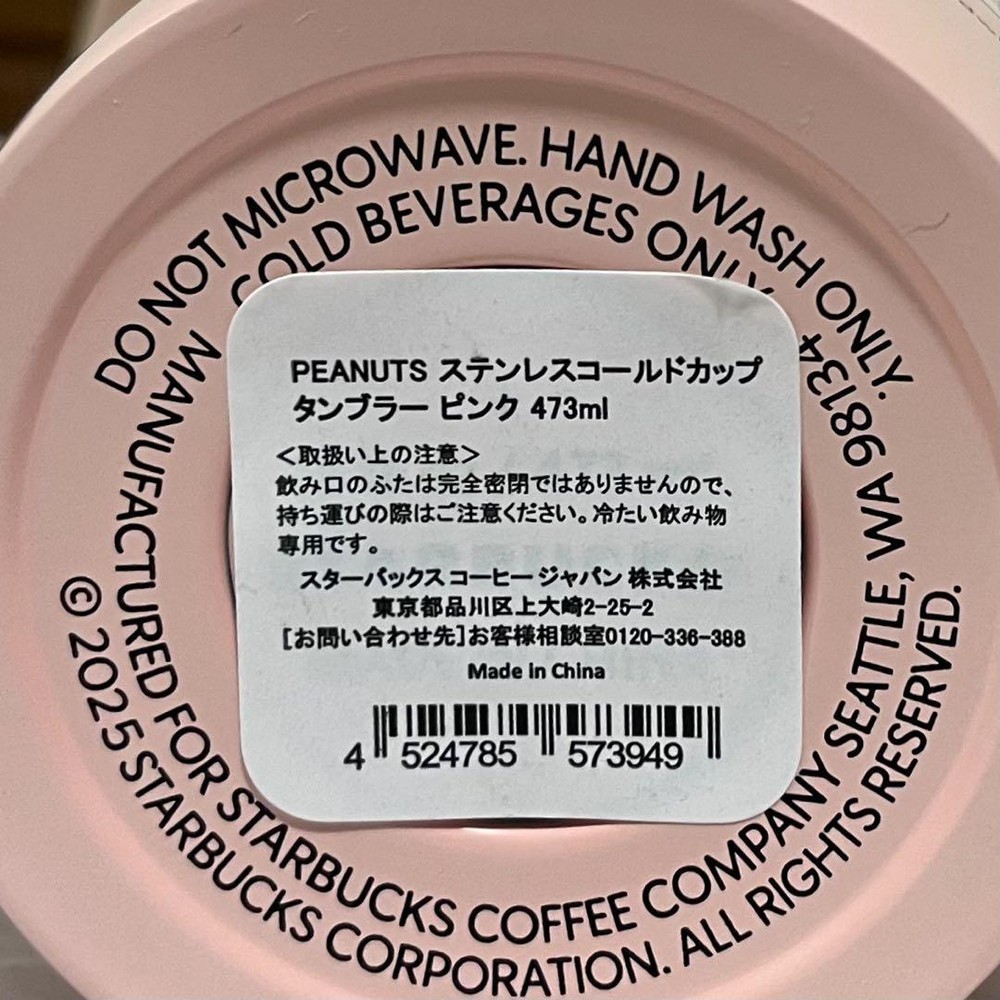 DO NOT MICROWAVE. HAND WASH ONLY.
COLD BEVERAGES ONLY
MANUFACTURED FOR STARBUCKS COFFEE COMPANY SEATTLE, WA 98134
© 2025 STARBUCKS CORPORATION. ALL RIGHTS RESERVED.
PEANUTS ステンレスコールドカップ
タンブラー ピンク 473ml
<取扱い上の注意>
飲み口のふたは完全密閉ではありませんので、
持ち運びの際はご注意ください。冷たい飲み物
専用です。
スターバックス コーヒー ジャパン 株式会社
東京都品川区上大崎2-25-2
[お問い合わせ先]お客様相談室0120-336-388
Made in China
4 524785 573949